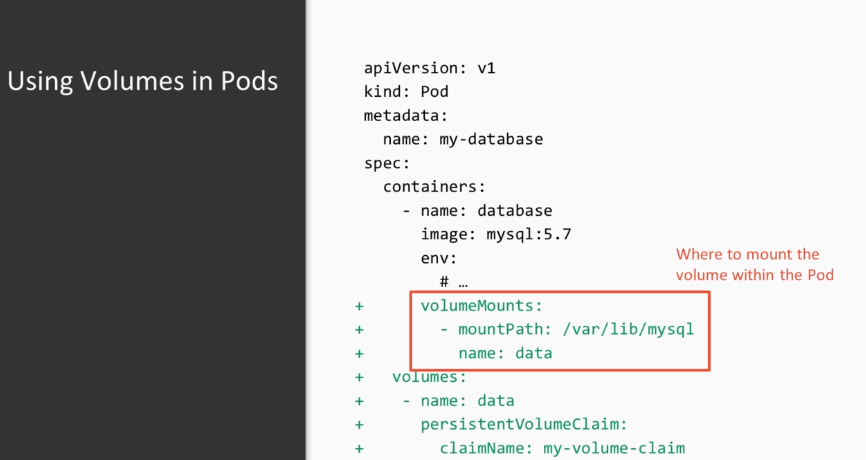 Using Volumes in Pods
apiVersion: v1
kind: Pod
metadata:
  name: my-database
spec:
  containers:
    - name: database
      image: mysql:5.7
      env:
        # …
+      volumeMounts:
+        - mountPath: /var/lib/mysql
+          name: data
+  volumes:
+    - name: data
+      persistentVolumeClaim:
+        claimName: my-volume-claim
Where to mount the
volume within the Pod